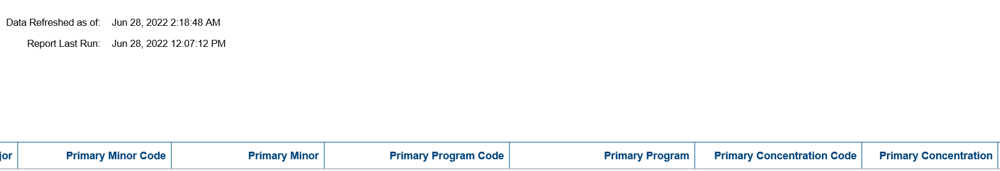 Data Refreshed as of: Jun 28, 2022 2:18:48 AM
Report Last Run: Jun 28, 2022 12:07:12 PM
jor Primary Minor Code Primary Minor Primary Program Code Primary Program Primary Concentration Code Primary Concentration